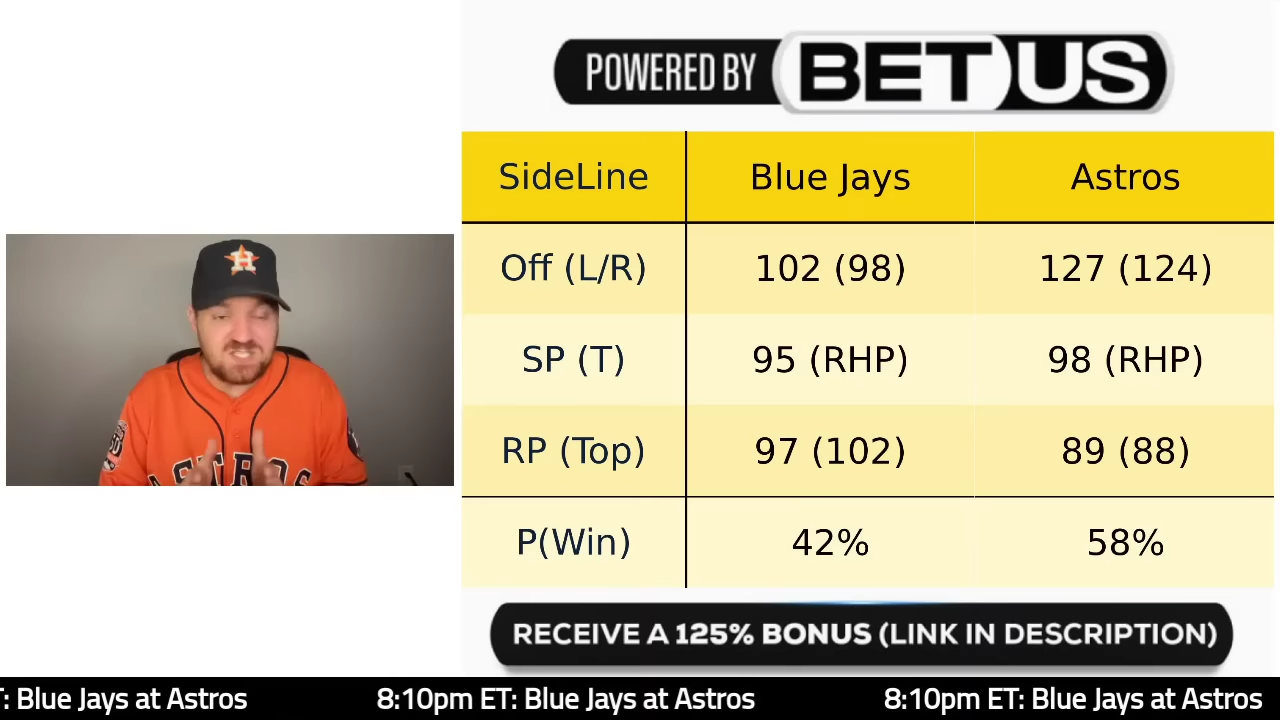 POWERED BY BET US
SideLine Blue Jays Astros
Off (L/R) 102 (98) 127 (124)
SP (T) 95 (RHP) 98 (RHP)
RP (Top) 97 (102) 89 (88)
P(Win) 42% 58%
RECEIVE A 125% BONUS (LINK IN DESCRIPTION)
H
ASTROS
: Blue Jays at Astros 8:10pm ET: Blue Jays at Astros 8:10pm ET: Blue Jays at Astros